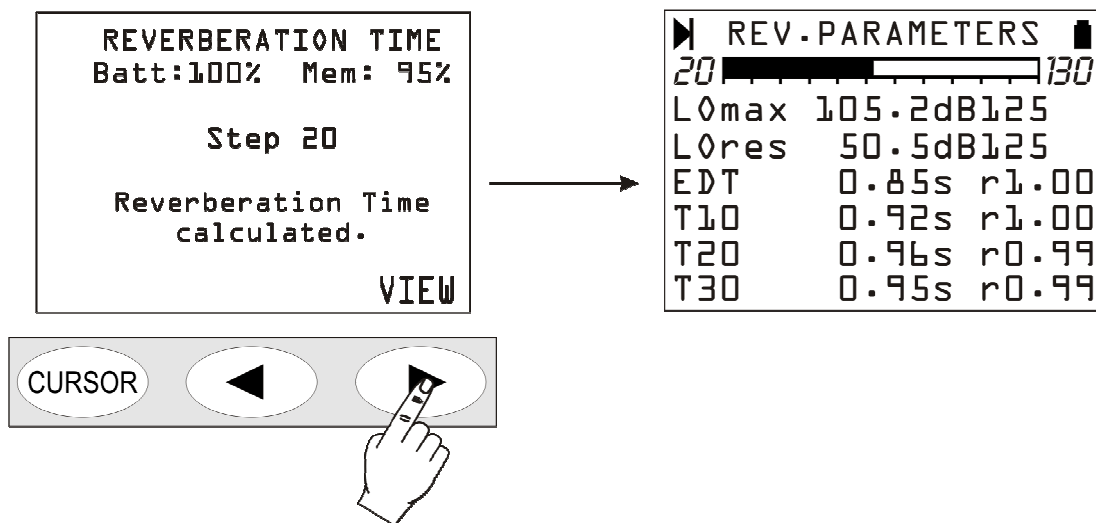 REVERBERATION TIME
Batt:100% Mem: 95%
Step 20
Reverberation Time
calculated.
VIEW
CURSOR
REV.PARAMETERS
20 130
L0max 105.2dB125
L0res 50.5dB125
EDT 0.85s r1.00
T10 0.92s r1.00
T20 0.96s r0.99
T30 0.95s r0.99